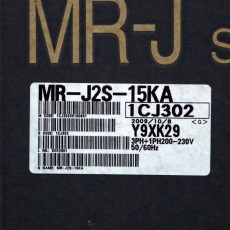 MR-J S
MR-J2S-15KA
1CJ302
2009/10/8 <G>
Y9XK29
3PH+1PH200-230V
50/60Hz